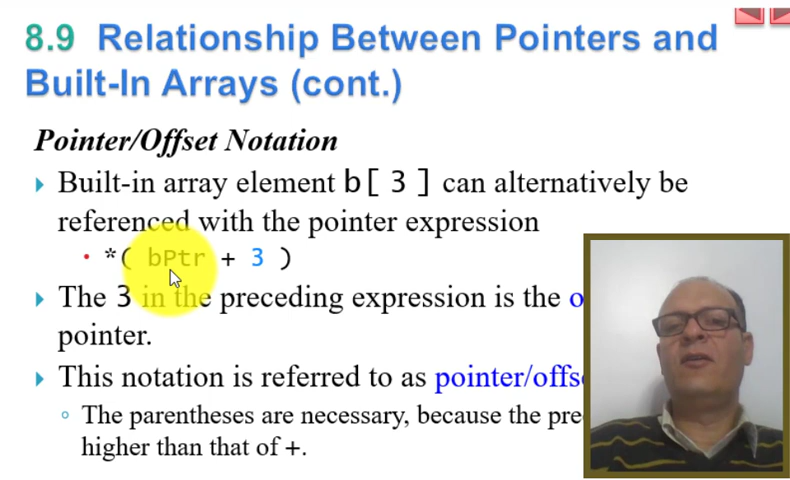 8.9 Relationship Between Pointers and
Built-In Arrays (cont.)
Pointer/Offset Notation
Built-in array element b[ 3 ] can alternatively be
referenced with the pointer expression
*( bPtr + 3 )
The 3 in the preceding expression is the
pointer.
This notation is referred to as pointer/offs
The parentheses are necessary, because the pre
higher than that of +.